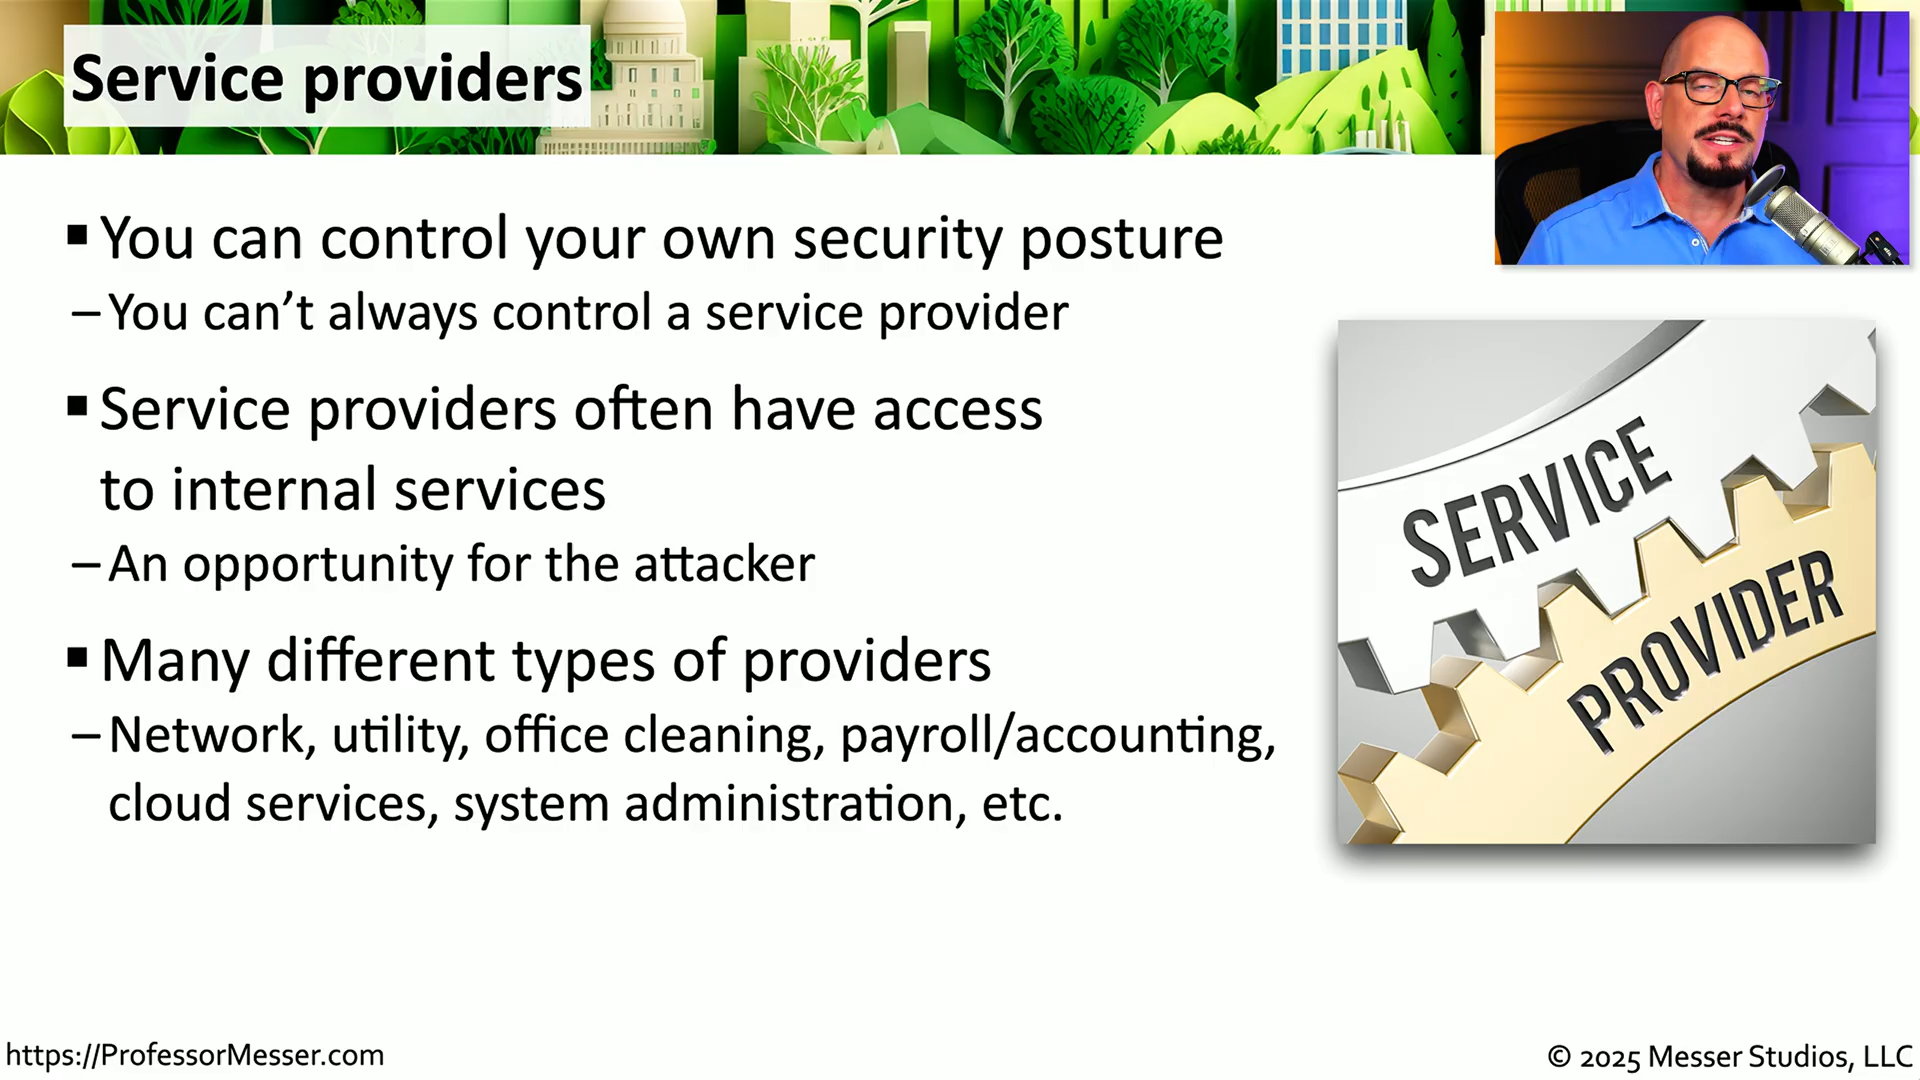 Service providers
▪ You can control your own security posture
– You can’t always control a service provider
▪ Service providers often have access
to internal services
– An opportunity for the attacker
▪ Many different types of providers
– Network, utility, office cleaning, payroll/accounting,
cloud services, system administration, etc.
SERVICE
PROVIDER
https://ProfessorMesser.com
© 2025 Messer Studios, LLC